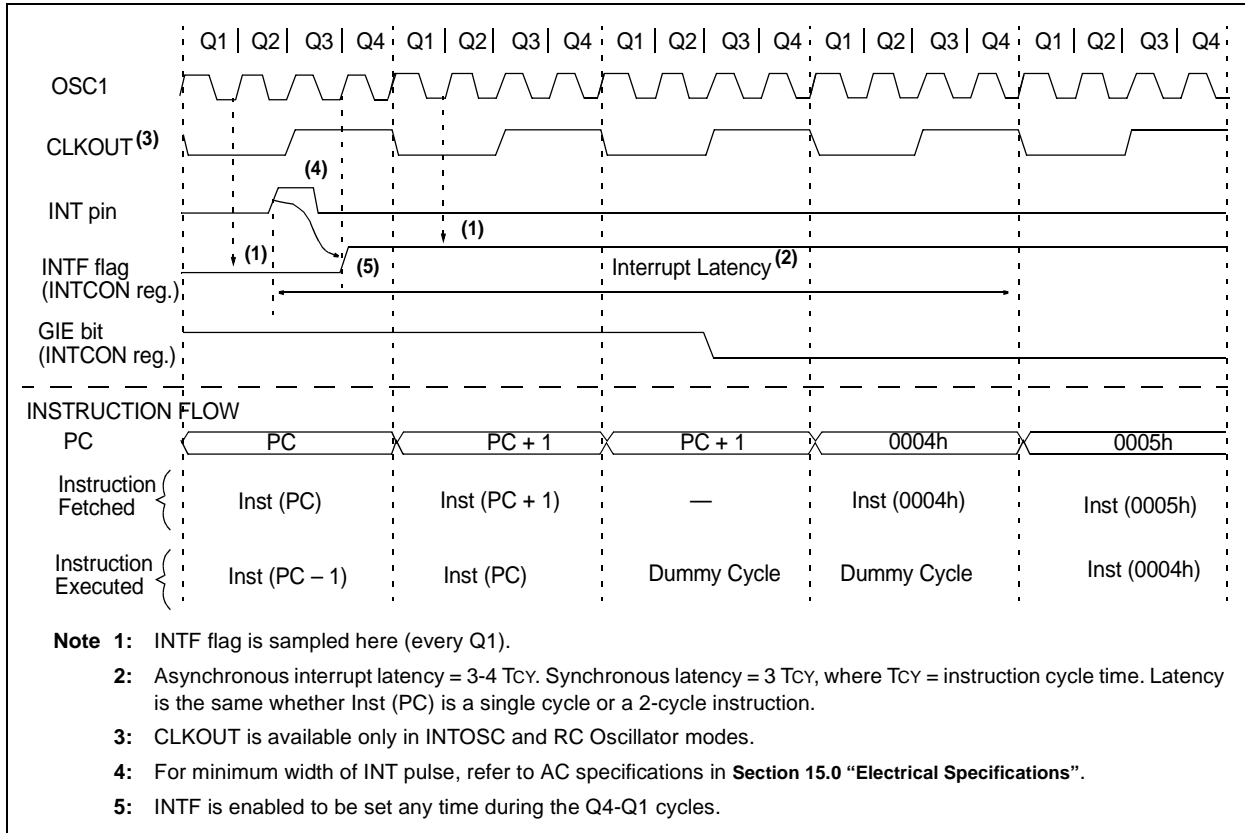 Q1 | Q2 | Q3 | Q4 Q1 | Q2 | Q3 | Q4 Q1 | Q2 | Q3 | Q4 Q1 | Q2 | Q3 | Q4 Q1 | Q2 | Q3 | Q4
OSC1
CLKOUT (3)
(4)
INT pin
(1)
(1)
INTF flag
(INTCON reg.)
(5)
Interrupt Latency (2)
GIE bit
(INTCON reg.)
INSTRUCTION FLOW
PC PC PC + 1 PC + 1 0004h 0005h
Instruction
Fetched
Inst (PC) Inst (PC + 1) — Inst (0004h) Inst (0005h)
Instruction
Executed
Inst (PC – 1) Inst (PC) Dummy Cycle Dummy Cycle Inst (0004h)
Note 1: INTF flag is sampled here (every Q1).
2: Asynchronous interrupt latency = 3-4 TCY. Synchronous latency = 3 TCY, where TCY = instruction cycle time. Latency
is the same whether Inst (PC) is a single cycle or a 2-cycle instruction.
3: CLKOUT is available only in INTOSC and RC Oscillator modes.
4: For minimum width of INT pulse, refer to AC specifications in Section 15.0 “Electrical Specifications”.
5: INTF is enabled to be set any time during the Q4-Q1 cycles.